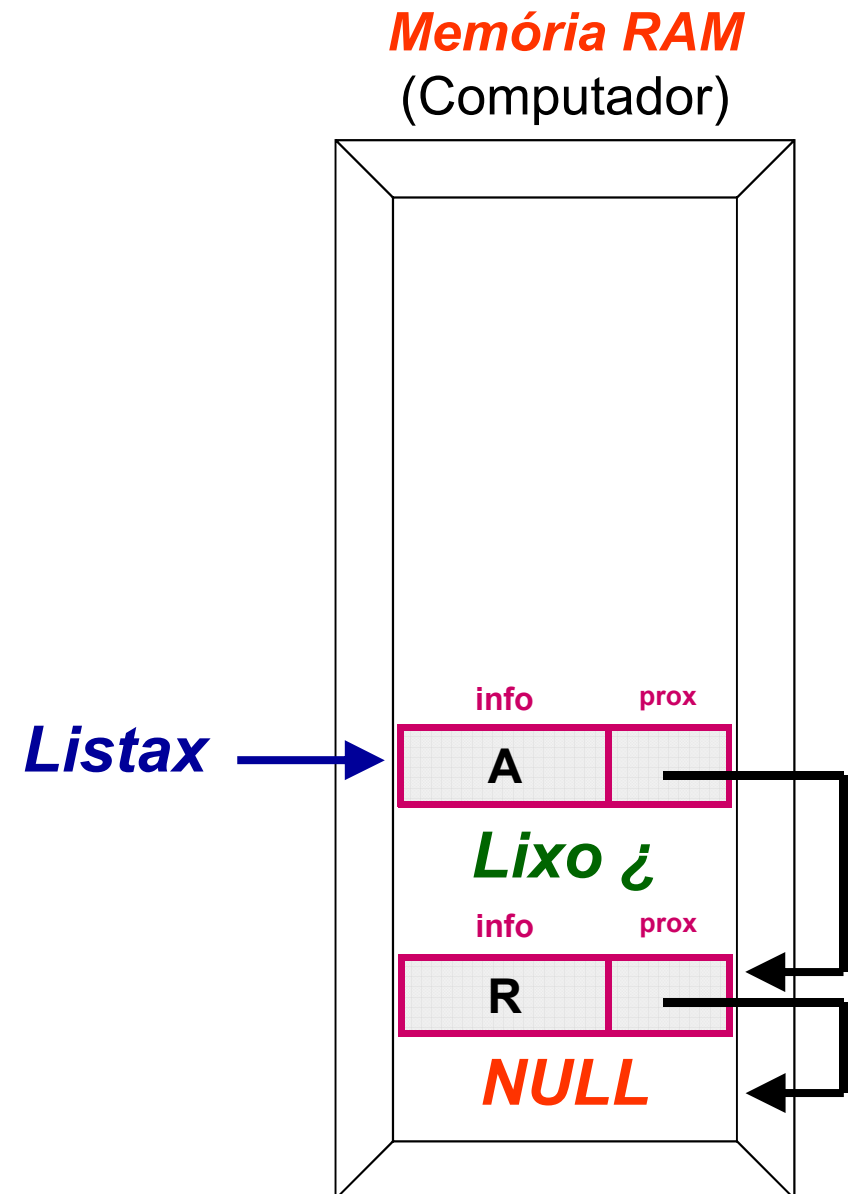 Memória RAM
(Computador)
info prox
Listax A
Lixo ¿
info prox
R
NULL